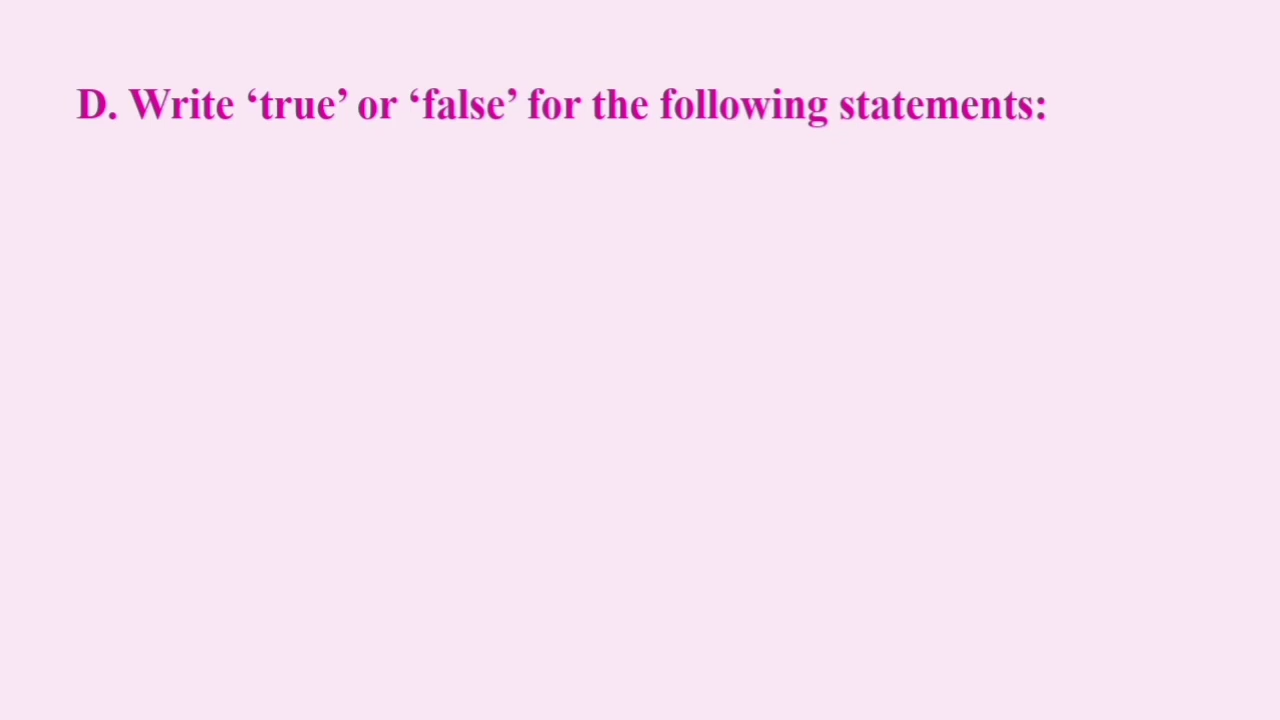 D. Write ‘true’ or ‘false’ for the following statements: